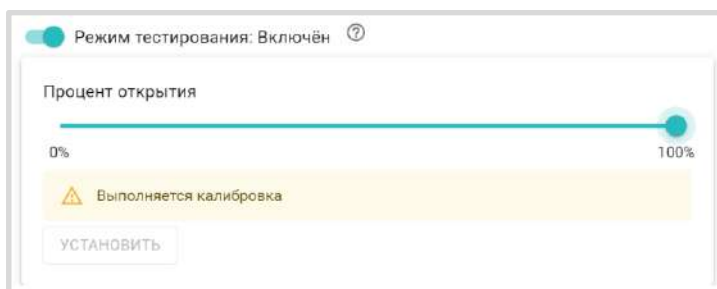 Режим тестирования: Включён ?
Процент открытия
0% 100%
Выполняется калибровка
УСТАНОВИТЬ